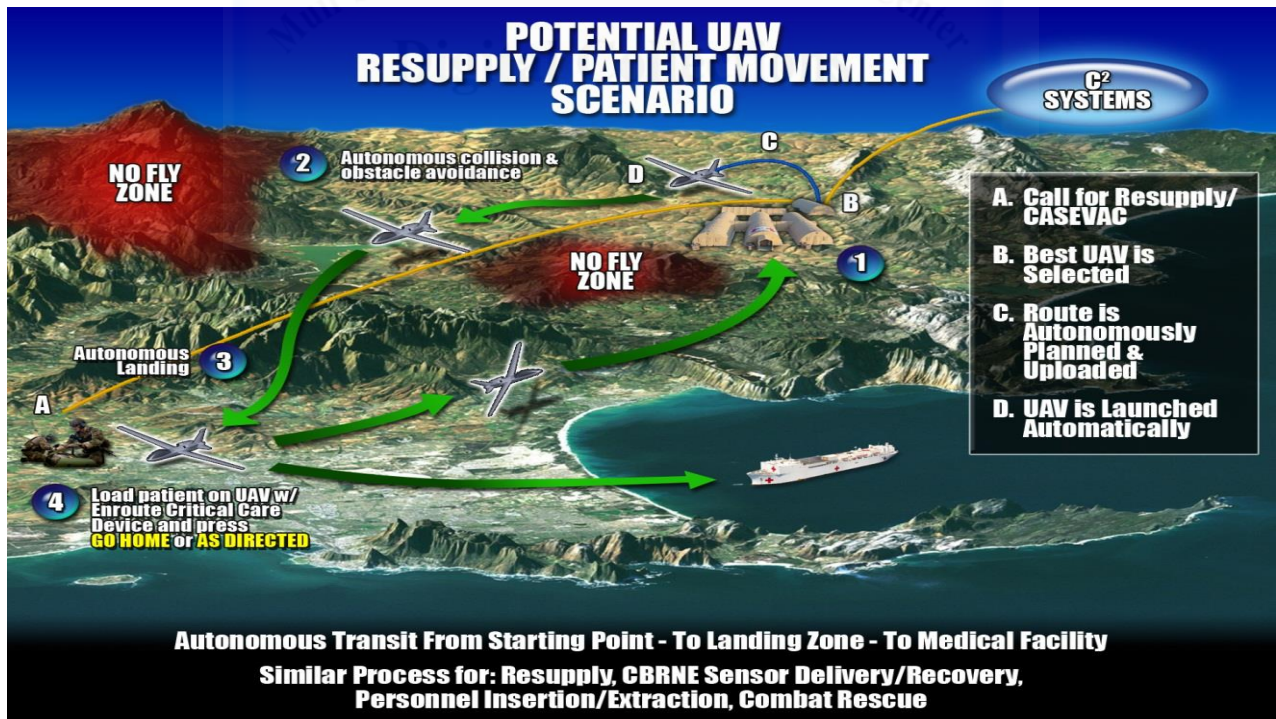 POTENTIAL UAV
RESUPPLY / PATIENT MOVEMENT
SCENARIO
C² SYSTEMS
NO FLY
ZONE
2
Autonomous collision &
obstacle avoidance
D
C
B
1
NO FLY
ZONE
A. Call for Resupply/
CASEVAC
B. Best UAV is
Selected
C. Route is
Autonomously
Planned &
Uploaded
D. UAV is Launched
Automatically
Autonomous
Landing
3
A
4
Load patient on UAV w/
Enroute Critical Care
Device and press
GO HOME or AS DIRECTED
Autonomous Transit From Starting Point - To Landing Zone - To Medical Facility
Similar Process for: Resupply, CBRNE Sensor Delivery/Recovery,
Personnel Insertion/Extraction, Combat Rescue